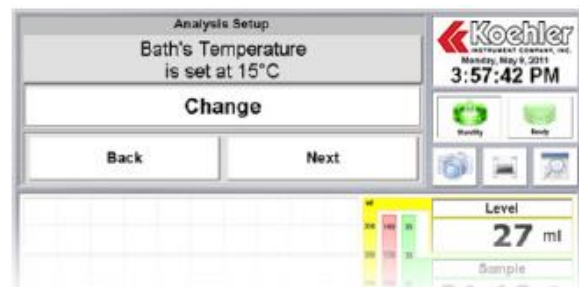 Analysis Setup
Bath's Temperature
is set at 15°C
Change
Back
Next
Koehler
INSTRUMENT COMPANY, INC.
Monday, May 9, 2011
3:57:42 PM
Standby
Ready
Level
27 ml
Sample